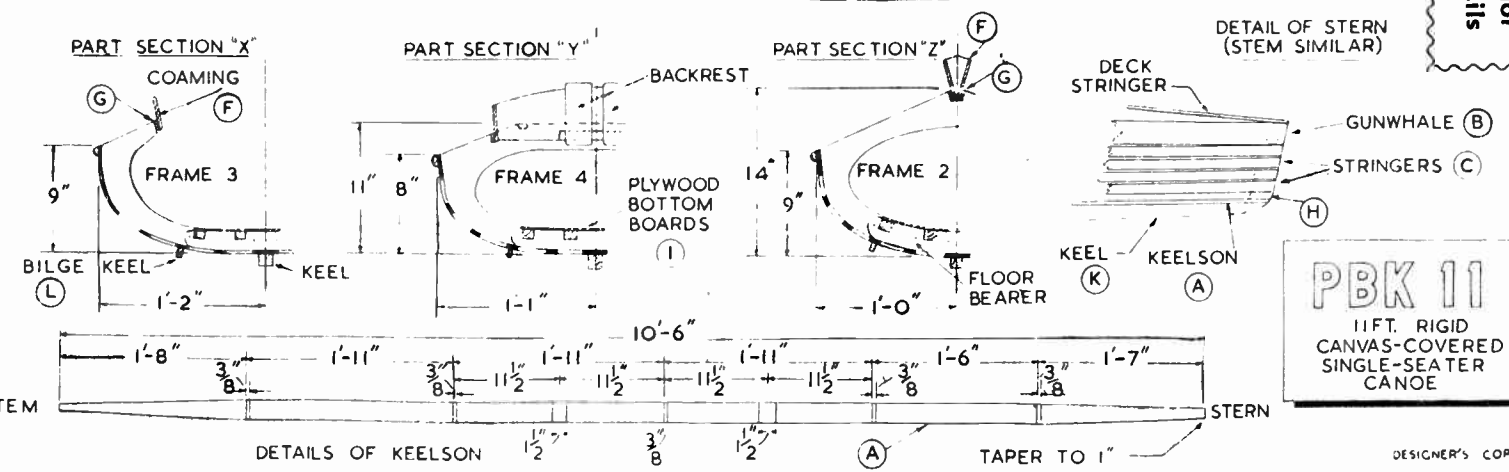 or
ils
PART SECTION "X"
COAMING
G
F
9"
FRAME 3
BILGE KEEL
L
KEEL
1'-2"
PART SECTION "Y"
BACKREST
11"
8"
FRAME 4
PLYWOOD
BOTTOM
BOARDS
I
1'-1"
PART SECTION "Z"
F
G
14"
9"
FRAME 2
FLOOR
BEARER
1'-0"
DETAIL OF STERN
(STEM SIMILAR)
DECK
STRINGER
GUNWHALE B
STRINGERS C
H
KEEL
K
KEELSON
A
PBK 11
11FT. RIGID
CANVAS-COVERED
SINGLE-SEATER
CANOE
10'-6"
1'-8" 1'-11" 1'-11" 1'-11" 1'-6" 1'-7"
3/8" 3/8" 11 1/2" 11 1/2" 11 1/2" 11 1/2" 3/8" 3/8"
TEM
STERN
DETAILS OF KEELSON
1 1/2" 3/8" 1 1/2"
A
TAPER TO 1"
DESIGNER'S COP